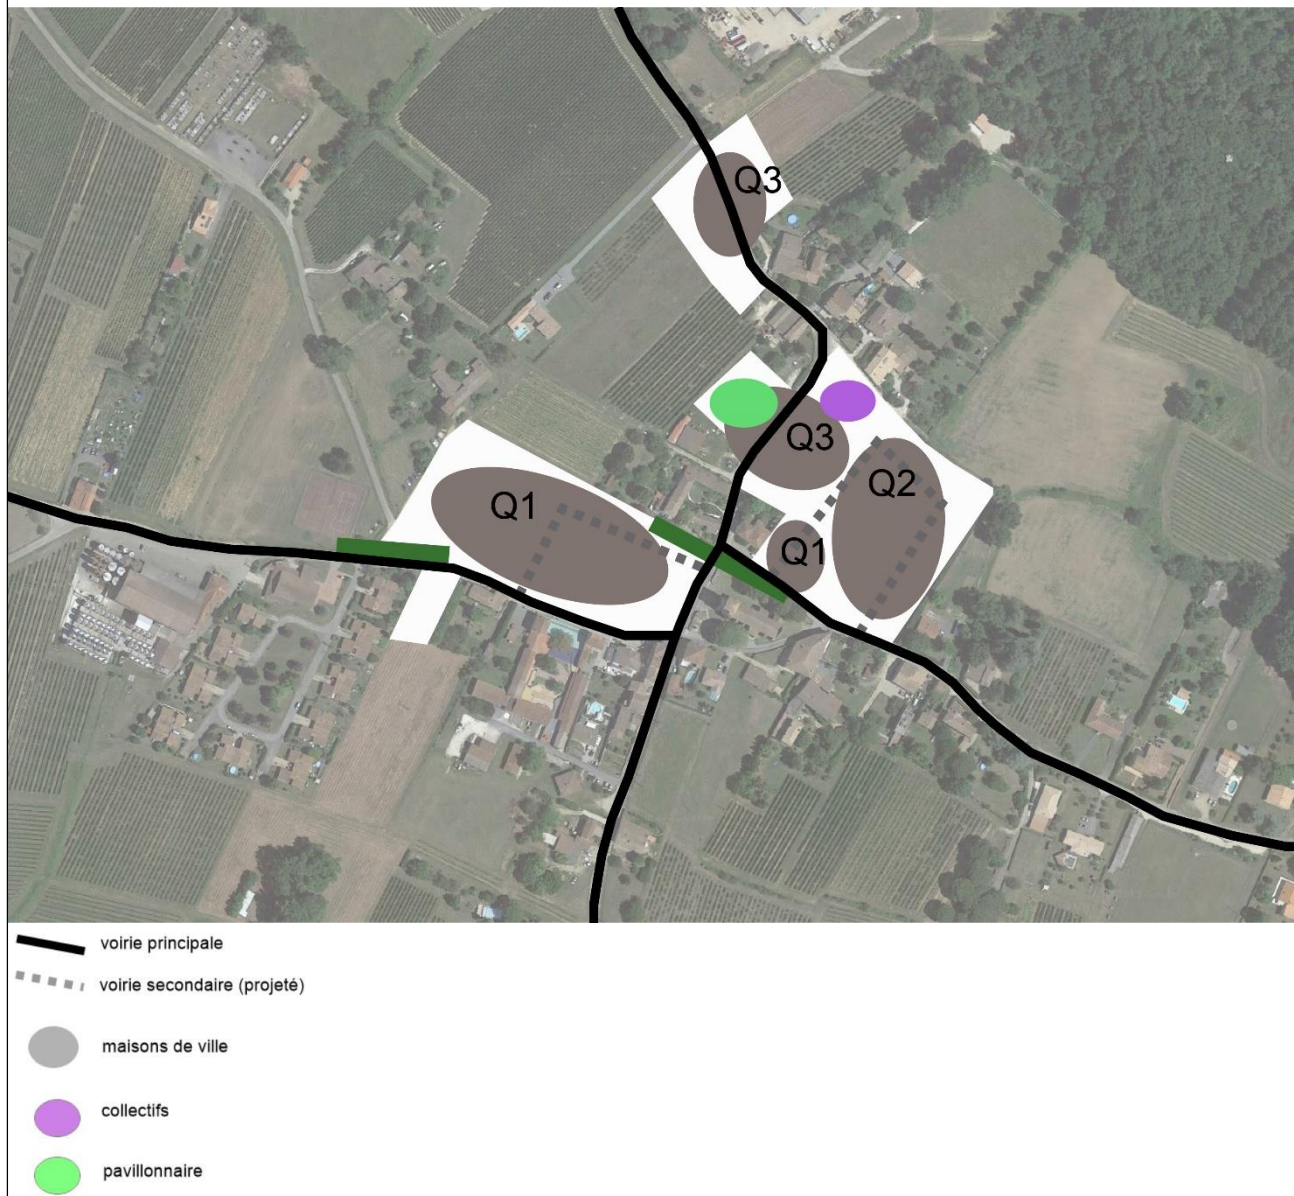 Q3
Q3
Q2
Q1
Q1
voirie principale
voirie secondaire (projeté)
maisons de ville
collectifs
pavillonnaire